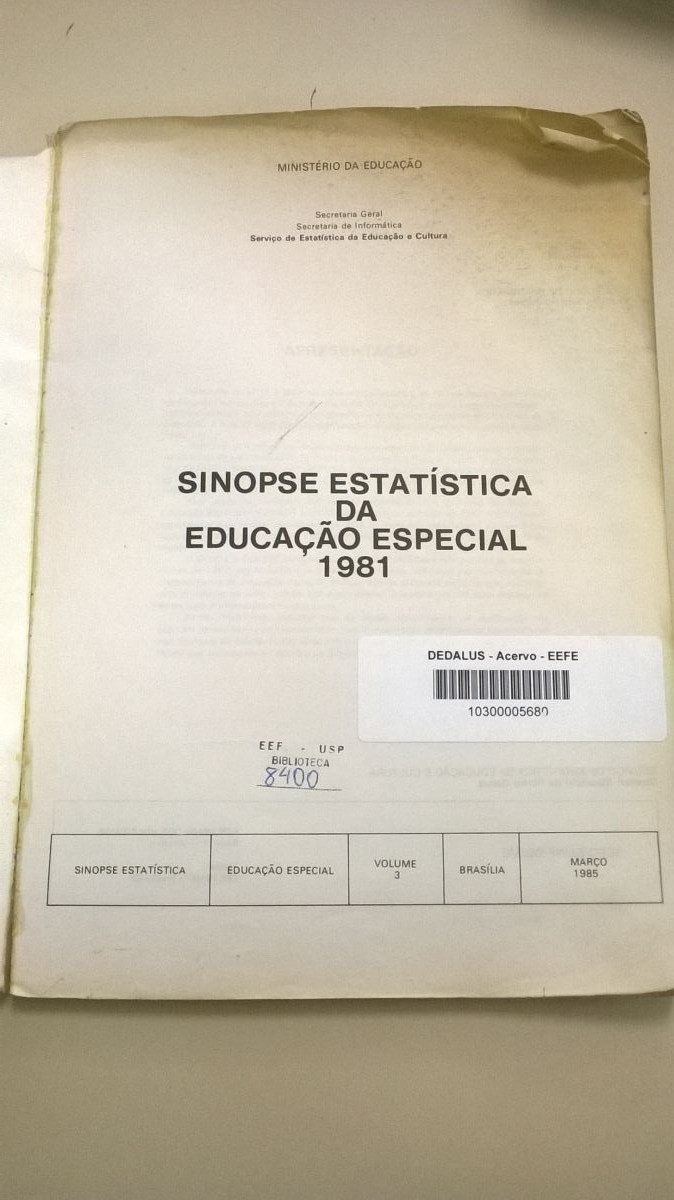 MINISTÉRIO DA EDUCAÇÃO
Secretaria Geral
Secretaria de Informática
Serviço de Estatística da Educação e Cultura
APRESENTAÇÃO
SINOPSE ESTATÍSTICA
DA
EDUCAÇÃO ESPECIAL
1981
DEDALUS - Acervo - EEFE
10300005680
EEF - USP
BIBLIOTECA
8400
SINOPSE ESTATÍSTICA
EDUCAÇÃO ESPECIAL
VOLUME
3
BRASÍLIA
MARÇO
1985